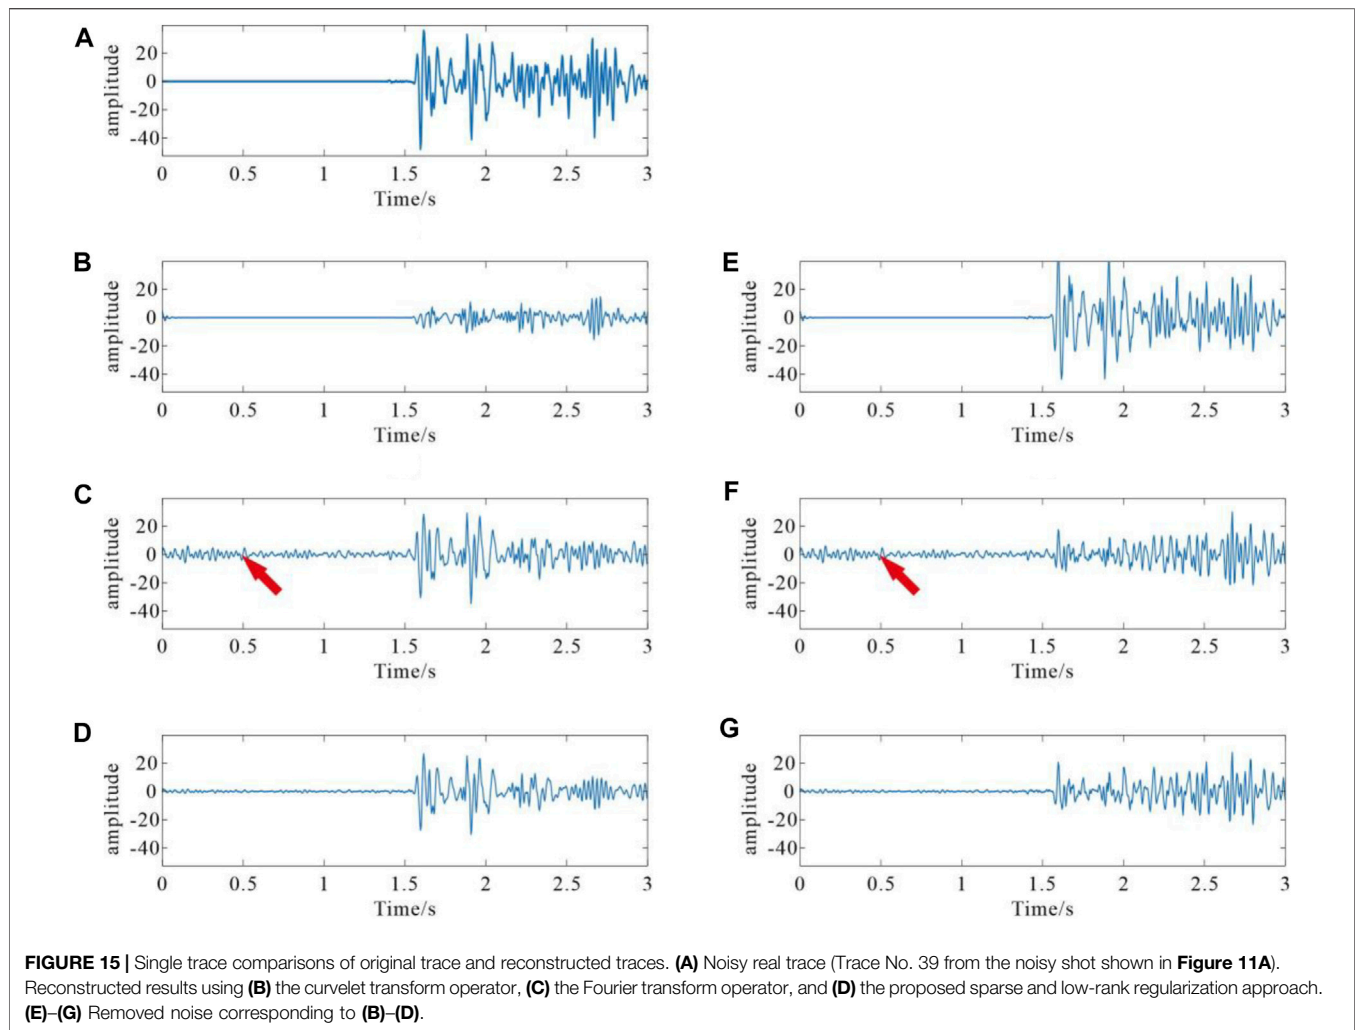 A
amplitude
20
0
-20
-40
0 0.5 1 1.5 2 2.5 3
Time/s
B
amplitude
20
0
-20
-40
0 0.5 1 1.5 2 2.5 3
Time/s
E
amplitude
20
0
-20
-40
0 0.5 1 1.5 2 2.5 3
Time/s
C
amplitude
20
0
-20
-40
0 0.5 1 1.5 2 2.5 3
Time/s
F
amplitude
20
0
-20
-40
0 0.5 1 1.5 2 2.5 3
Time/s
D
amplitude
20
0
-20
-40
0 0.5 1 1.5 2 2.5 3
Time/s
G
amplitude
20
0
-20
-40
0 0.5 1 1.5 2 2.5 3
Time/s
FIGURE 15 | Single trace comparisons of original trace and reconstructed traces. (A) Noisy real trace (Trace No. 39 from the noisy shot shown in Figure 11A).
Reconstructed results using (B) the curvelet transform operator, (C) the Fourier transform operator, and (D) the proposed sparse and low-rank regularization approach.
(E)–(G) Removed noise corresponding to (B)–(D).